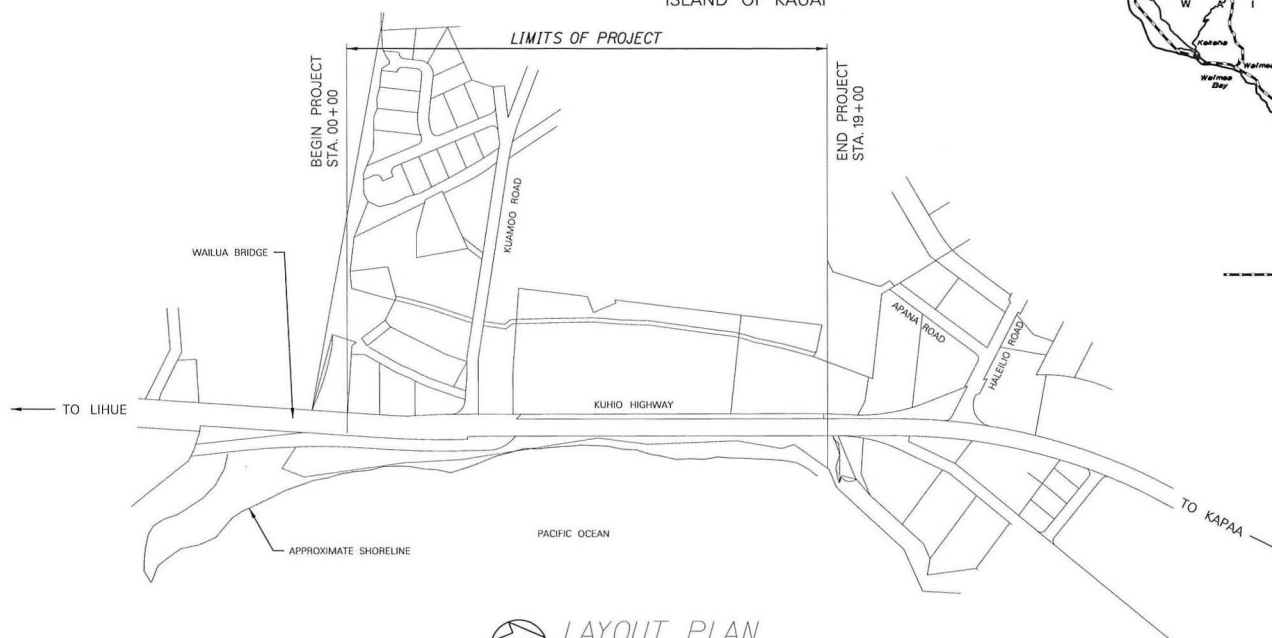 ISLAND OF KAUAI
W A I
Kekaha
Waimea
Waimea
Bay
LIMITS OF PROJECT
BEGIN PROJECT
STA. 00+00
END PROJECT
STA. 19+00
KUAMOO ROAD
WAILUA BRIDGE
APANA ROAD
HALEILIO ROAD
TO LIHUE
KUHIO HIGHWAY
TO KAPAA
PACIFIC OCEAN
APPROXIMATE SHORELINE
LAYOUT PLAN